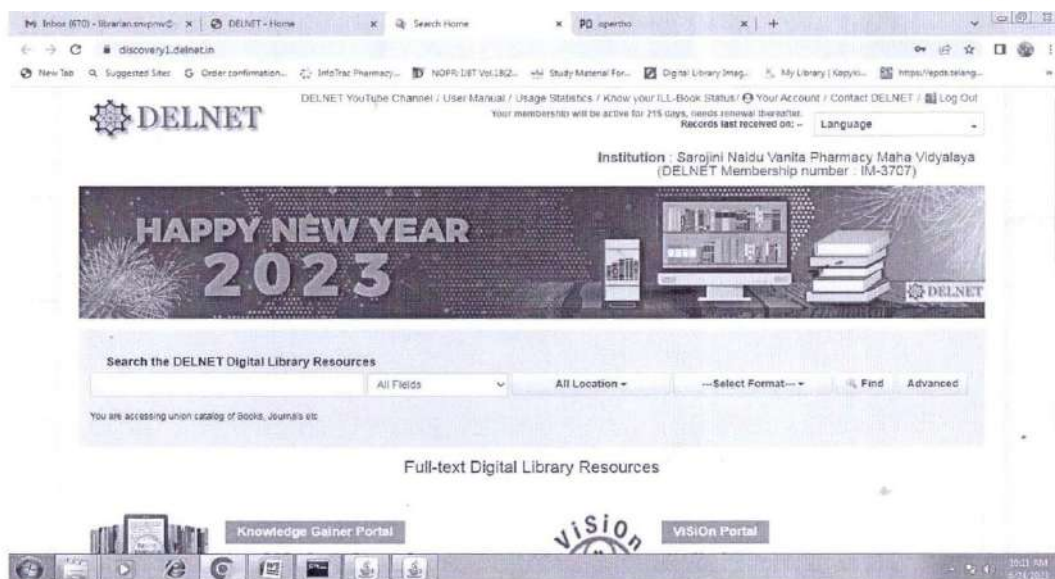 Inbox (670) - librarian.snvpmv@
DELNET - Home
Search Home
opertho
discovery1.delnet.in
New Tab
Suggested Sites
Order confirmation...
InfoTrac Pharmacy...
Study Material For...
Digital Library Imag...
My Library | Kopyki...
DELNET YouTube Channel / User Manual / Usage Statistics / Know your ILL-Book Status/ Your Account / Contact DELNET / Log Out
Your membership will be active for 215 days, needs renewal thereafter.
DELNET
Records last received on: --
Language
Institution : Sarojini Naidu Vanita Pharmacy Maha Vidyalaya
(DELNET Membership number : IM-3707)
HAPPY NEW YEAR
2023
DELNET
Search the DELNET Digital Library Resources
All Fields
All Location
---Select Format---
Find
Advanced
You are accessing union catalog of Books, Journals etc
Full-text Digital Library Resources
Knowledge Gainer Portal
ViSiOn
ViSiOn Portal